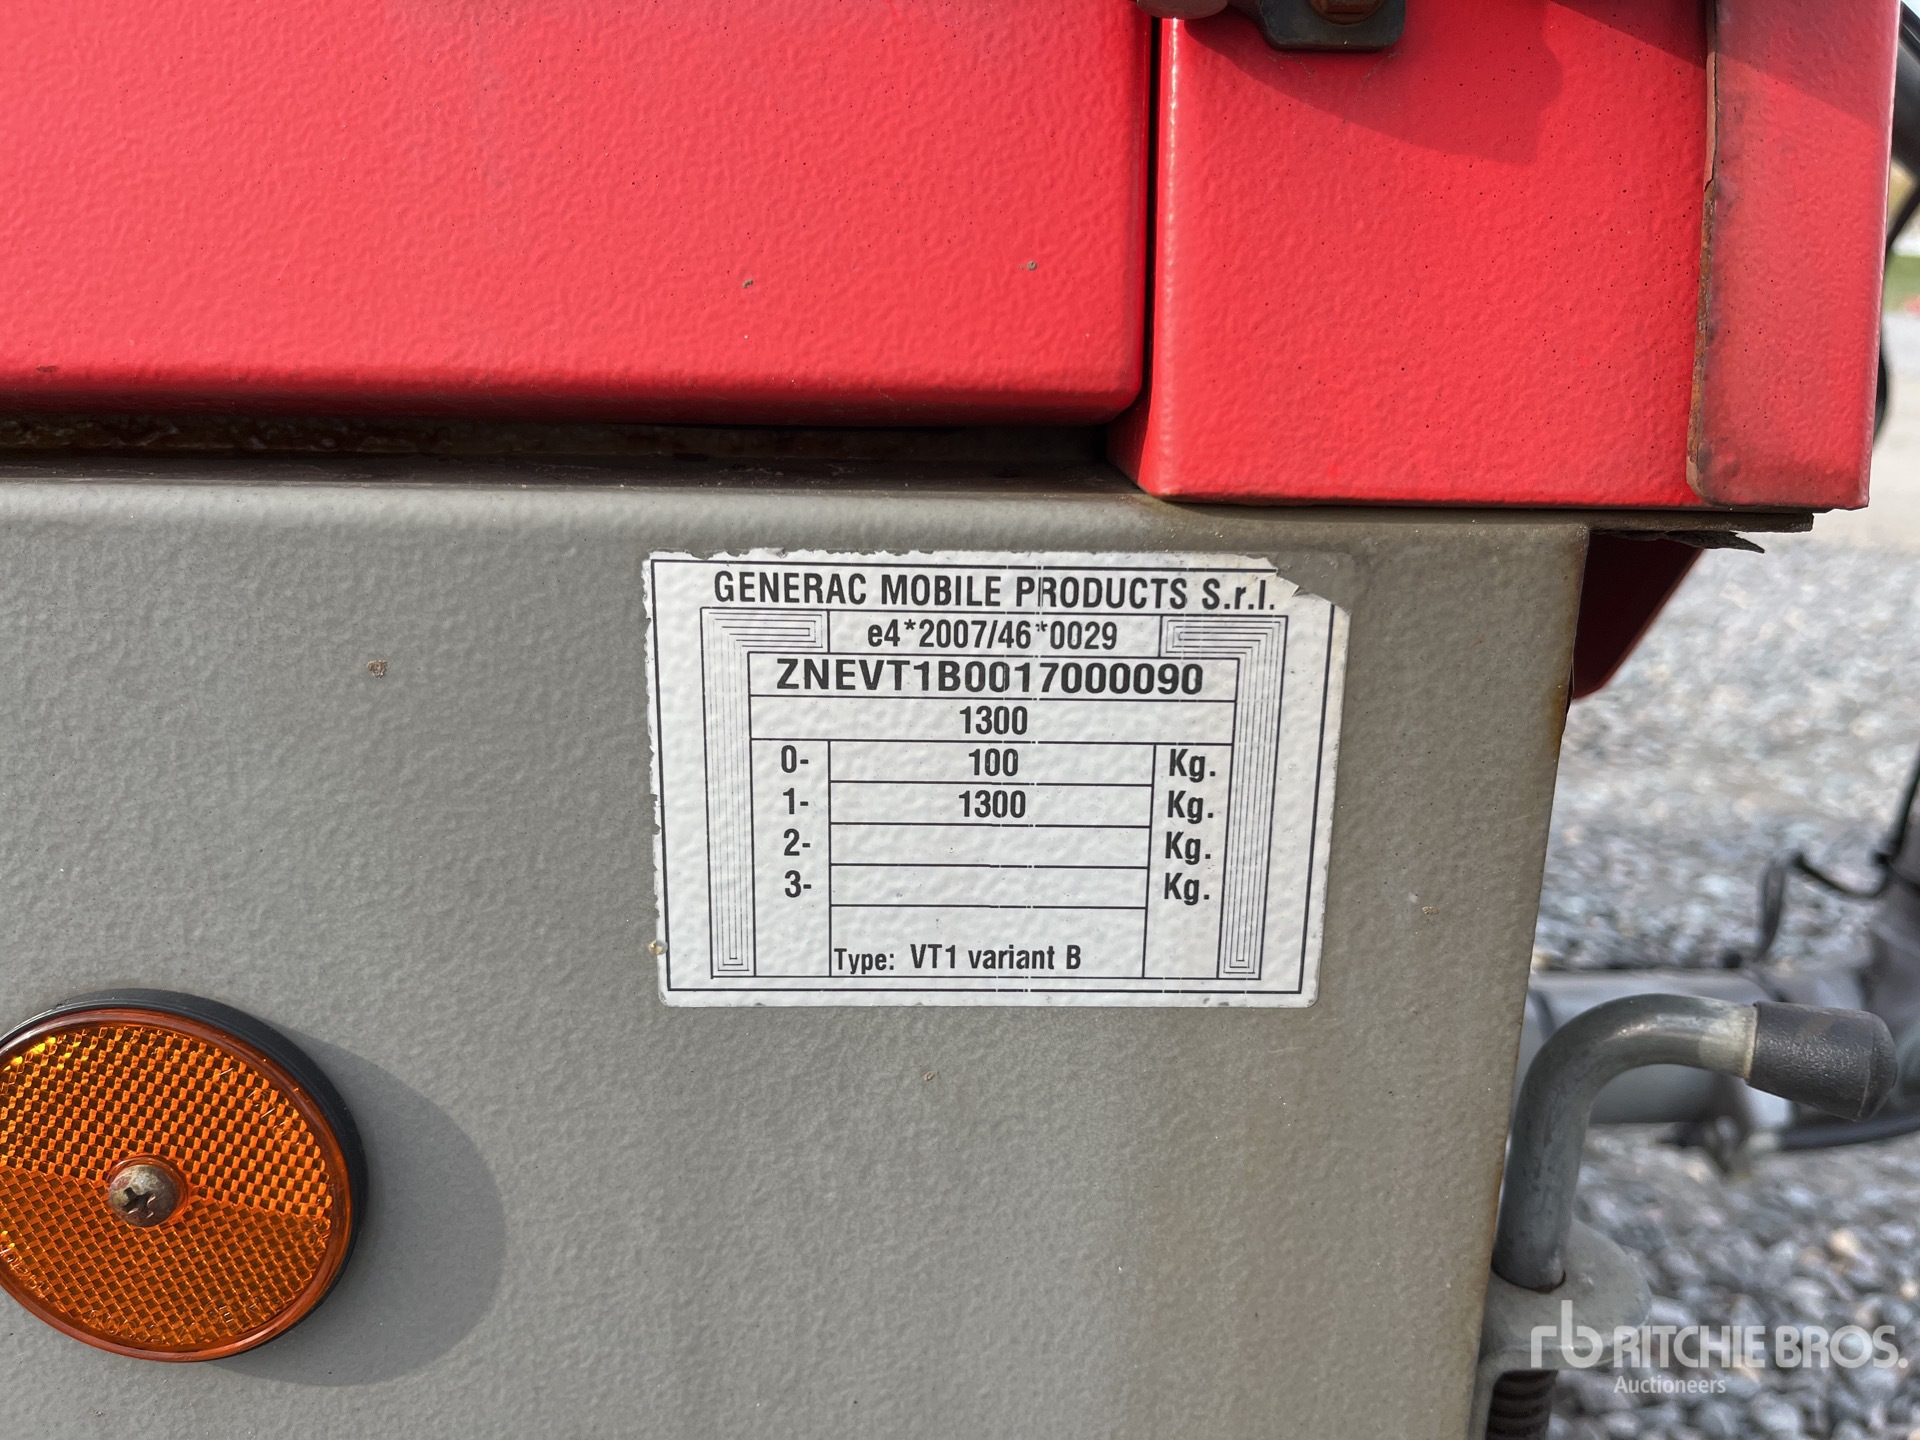 GENERAC MOBILE PRODUCTS S.r.l.
e4*2007/46*0029
ZNEVT1B0017000090
1300
0- 100 Kg.
1- 1300 Kg.
2- Kg.
3- Kg.
Type: VT1 variant B
rb RITCHIE BROS.
Auctioneers